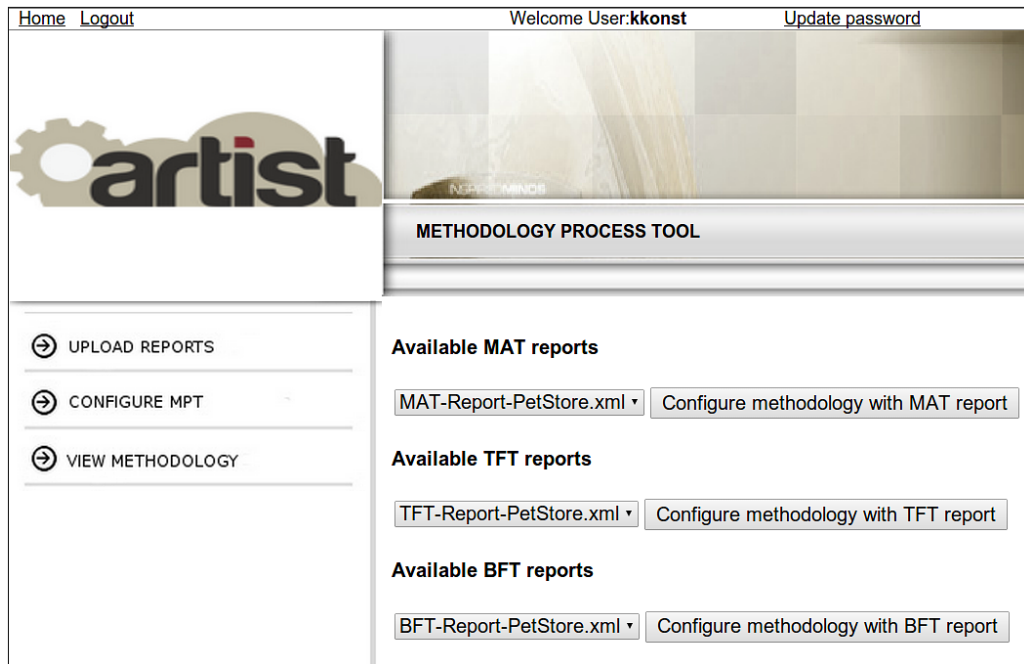 Home Logout Welcome User:kkonst Update password
artist
INSPIRED MINDS
METHODOLOGY PROCESS TOOL
UPLOAD REPORTS
CONFIGURE MPT
VIEW METHODOLOGY
Available MAT reports
MAT-Report-PetStore.xml Configure methodology with MAT report
Available TFT reports
TFT-Report-PetStore.xml Configure methodology with TFT report
Available BFT reports
BFT-Report-PetStore.xml Configure methodology with BFT report